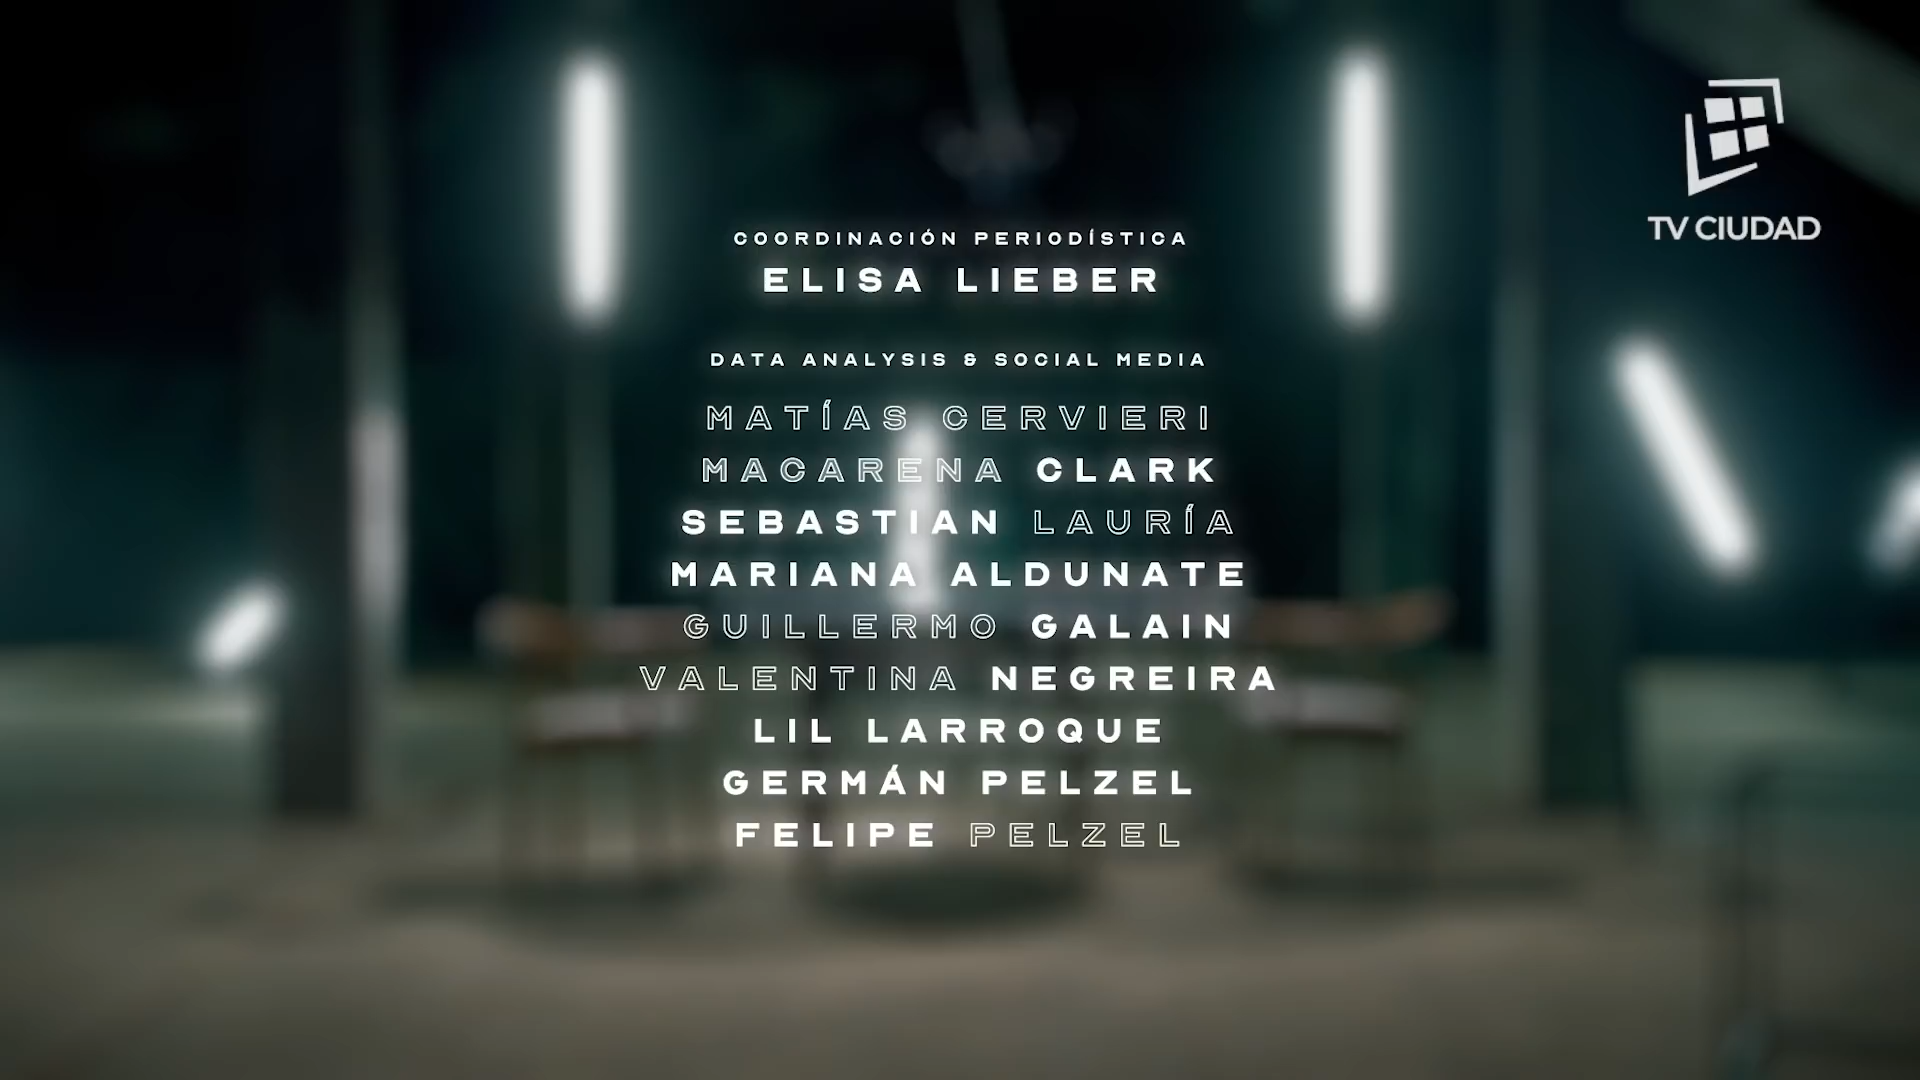 TV CIUDAD
COORDINACIÓN PERIODÍSTICA
ELISA LIEBER
DATA ANALYSIS & SOCIAL MEDIA
MATÍAS CERVIERI
MACARENA CLARK
SEBASTIAN LAURÍA
MARIANA ALDUNATE
GUILLERMO GALAIN
VALENTINA NEGREIRA
LIL LARROQUE
GERMÁN PELZEL
FELIPE PELZEL